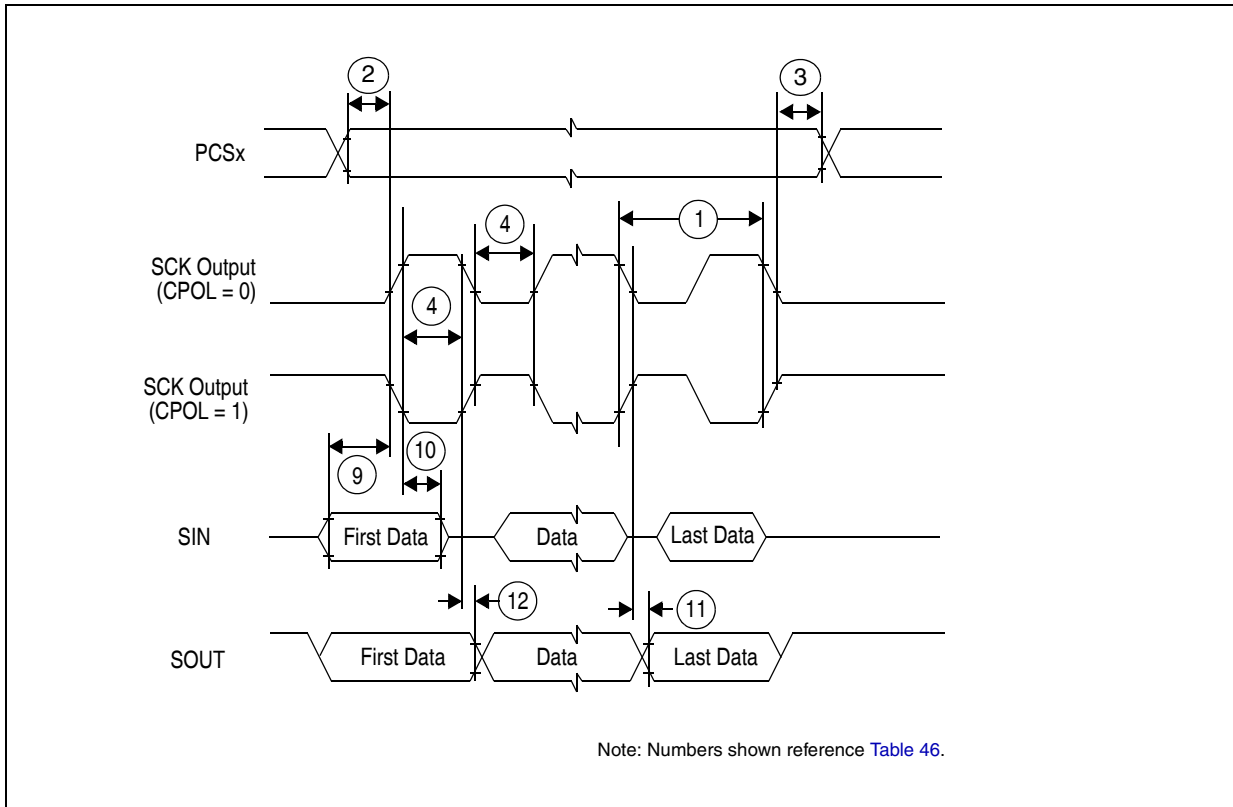 2
3
PCSx
1
4
SCK Output
(CPOL = 0)
4
SCK Output
(CPOL = 1)
10
9
SIN
First Data
Data
Last Data
12
11
SOUT
First Data
Data
Last Data
Note: Numbers shown reference Table 46.